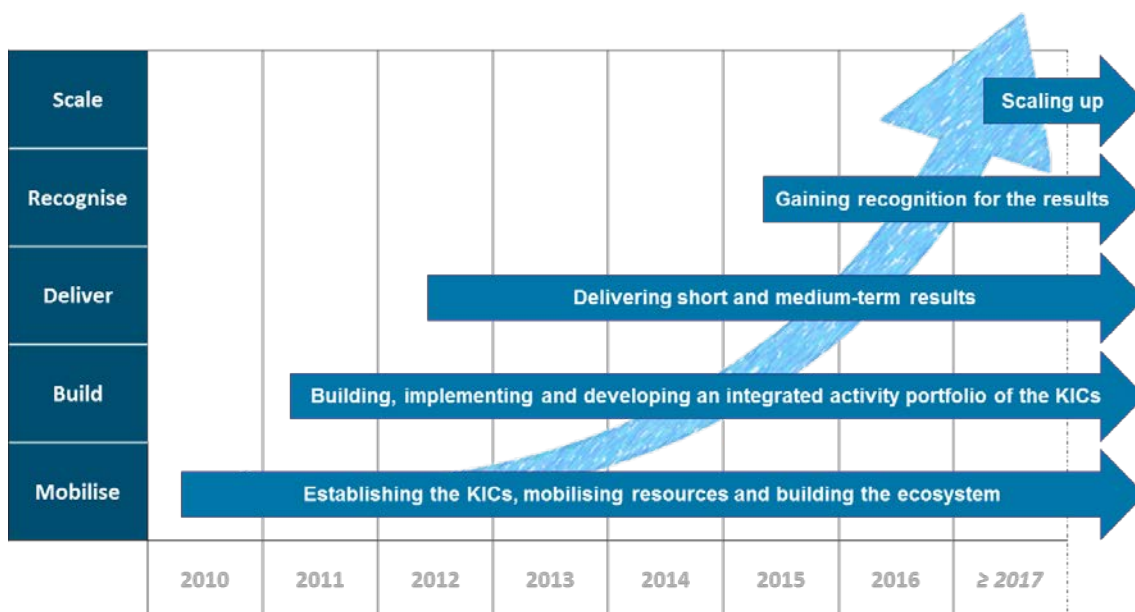 Scale
Scaling up
Recognise
Gaining recognition for the results
Deliver
Delivering short and medium-term results
Build
Building, implementing and developing an integrated activity portfolio of the KICs
Mobilise
Establishing the KICs, mobilising resources and building the ecosystem
2010 2011 2012 2013 2014 2015 2016 ≥ 2017